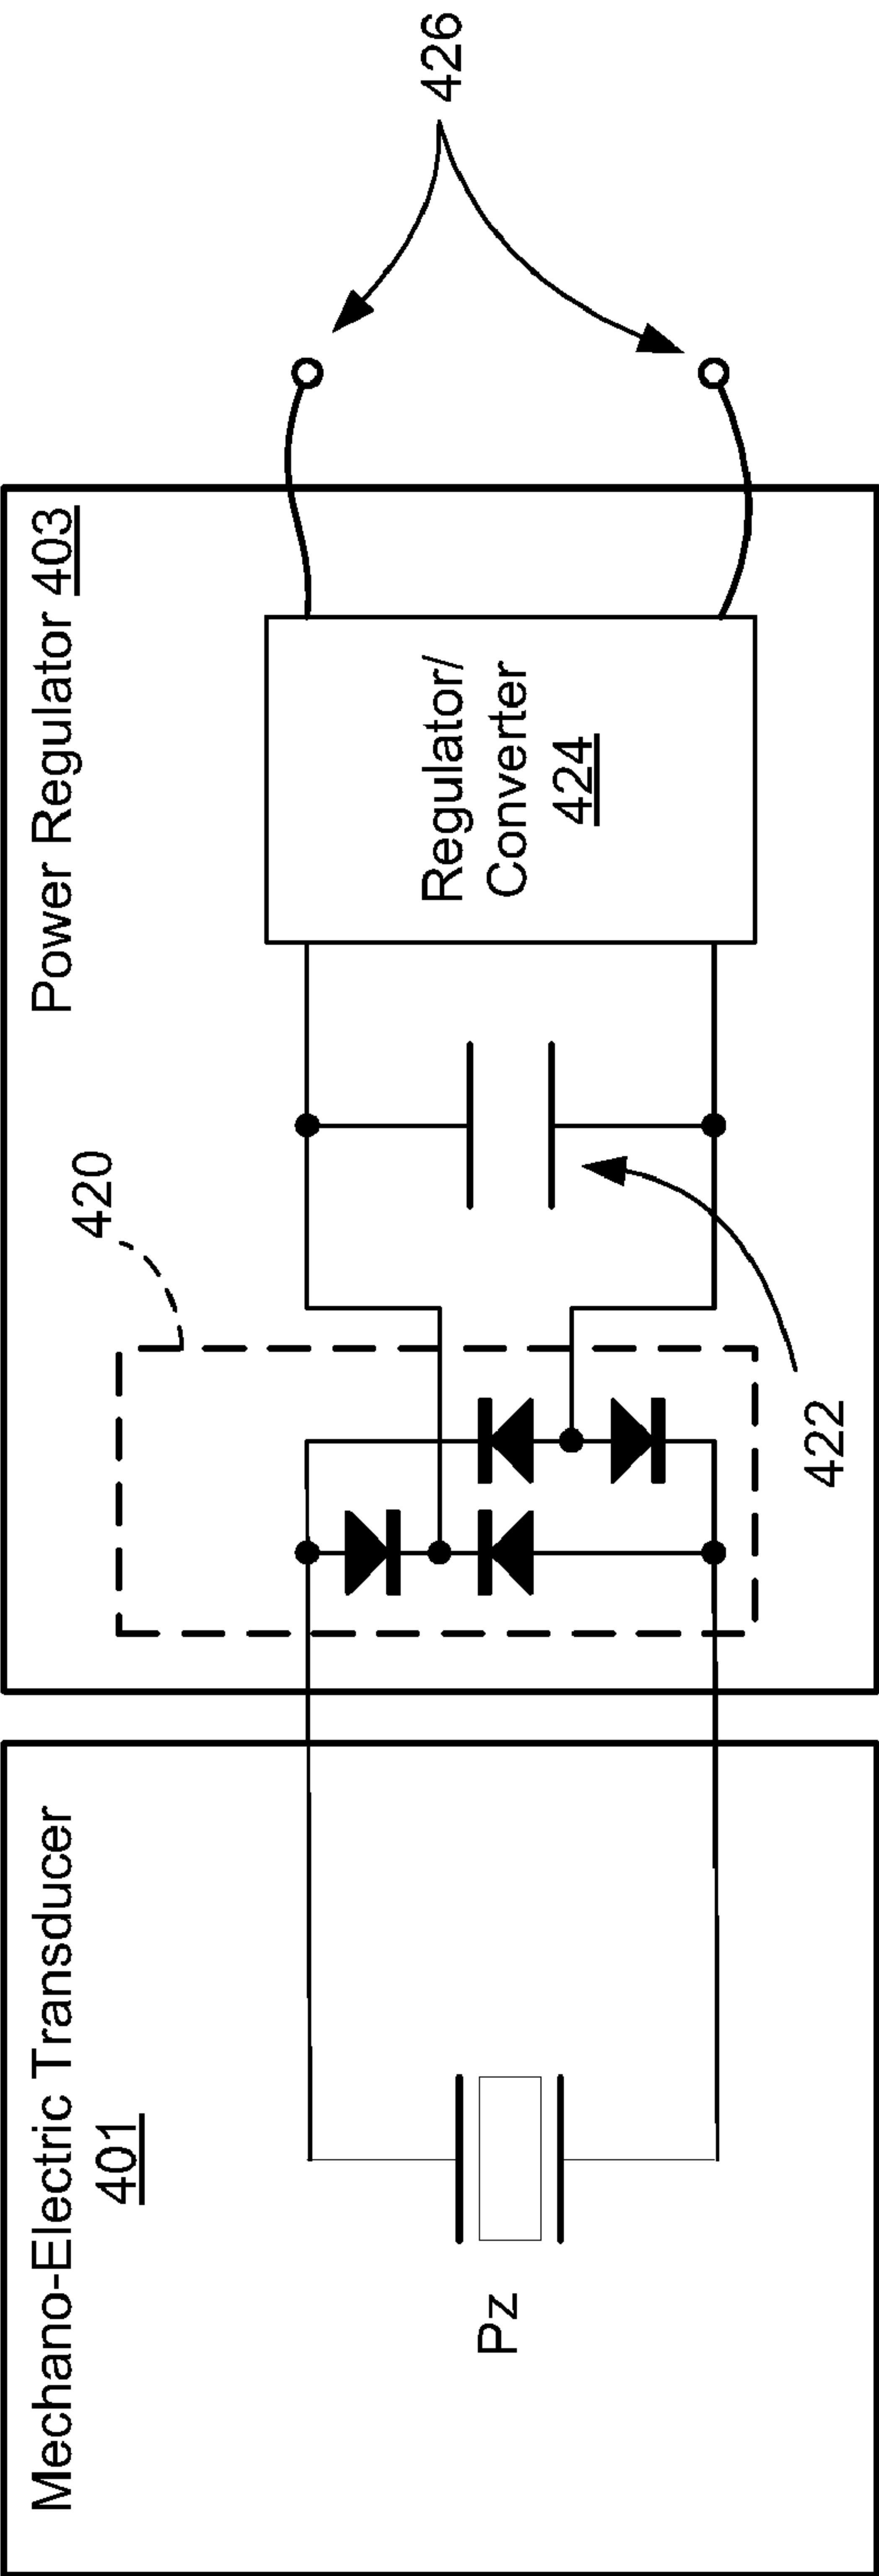 Mechano-Electric Transducer
401
Pz
Power Regulator 403
420
422
Regulator/
Converter
424
426